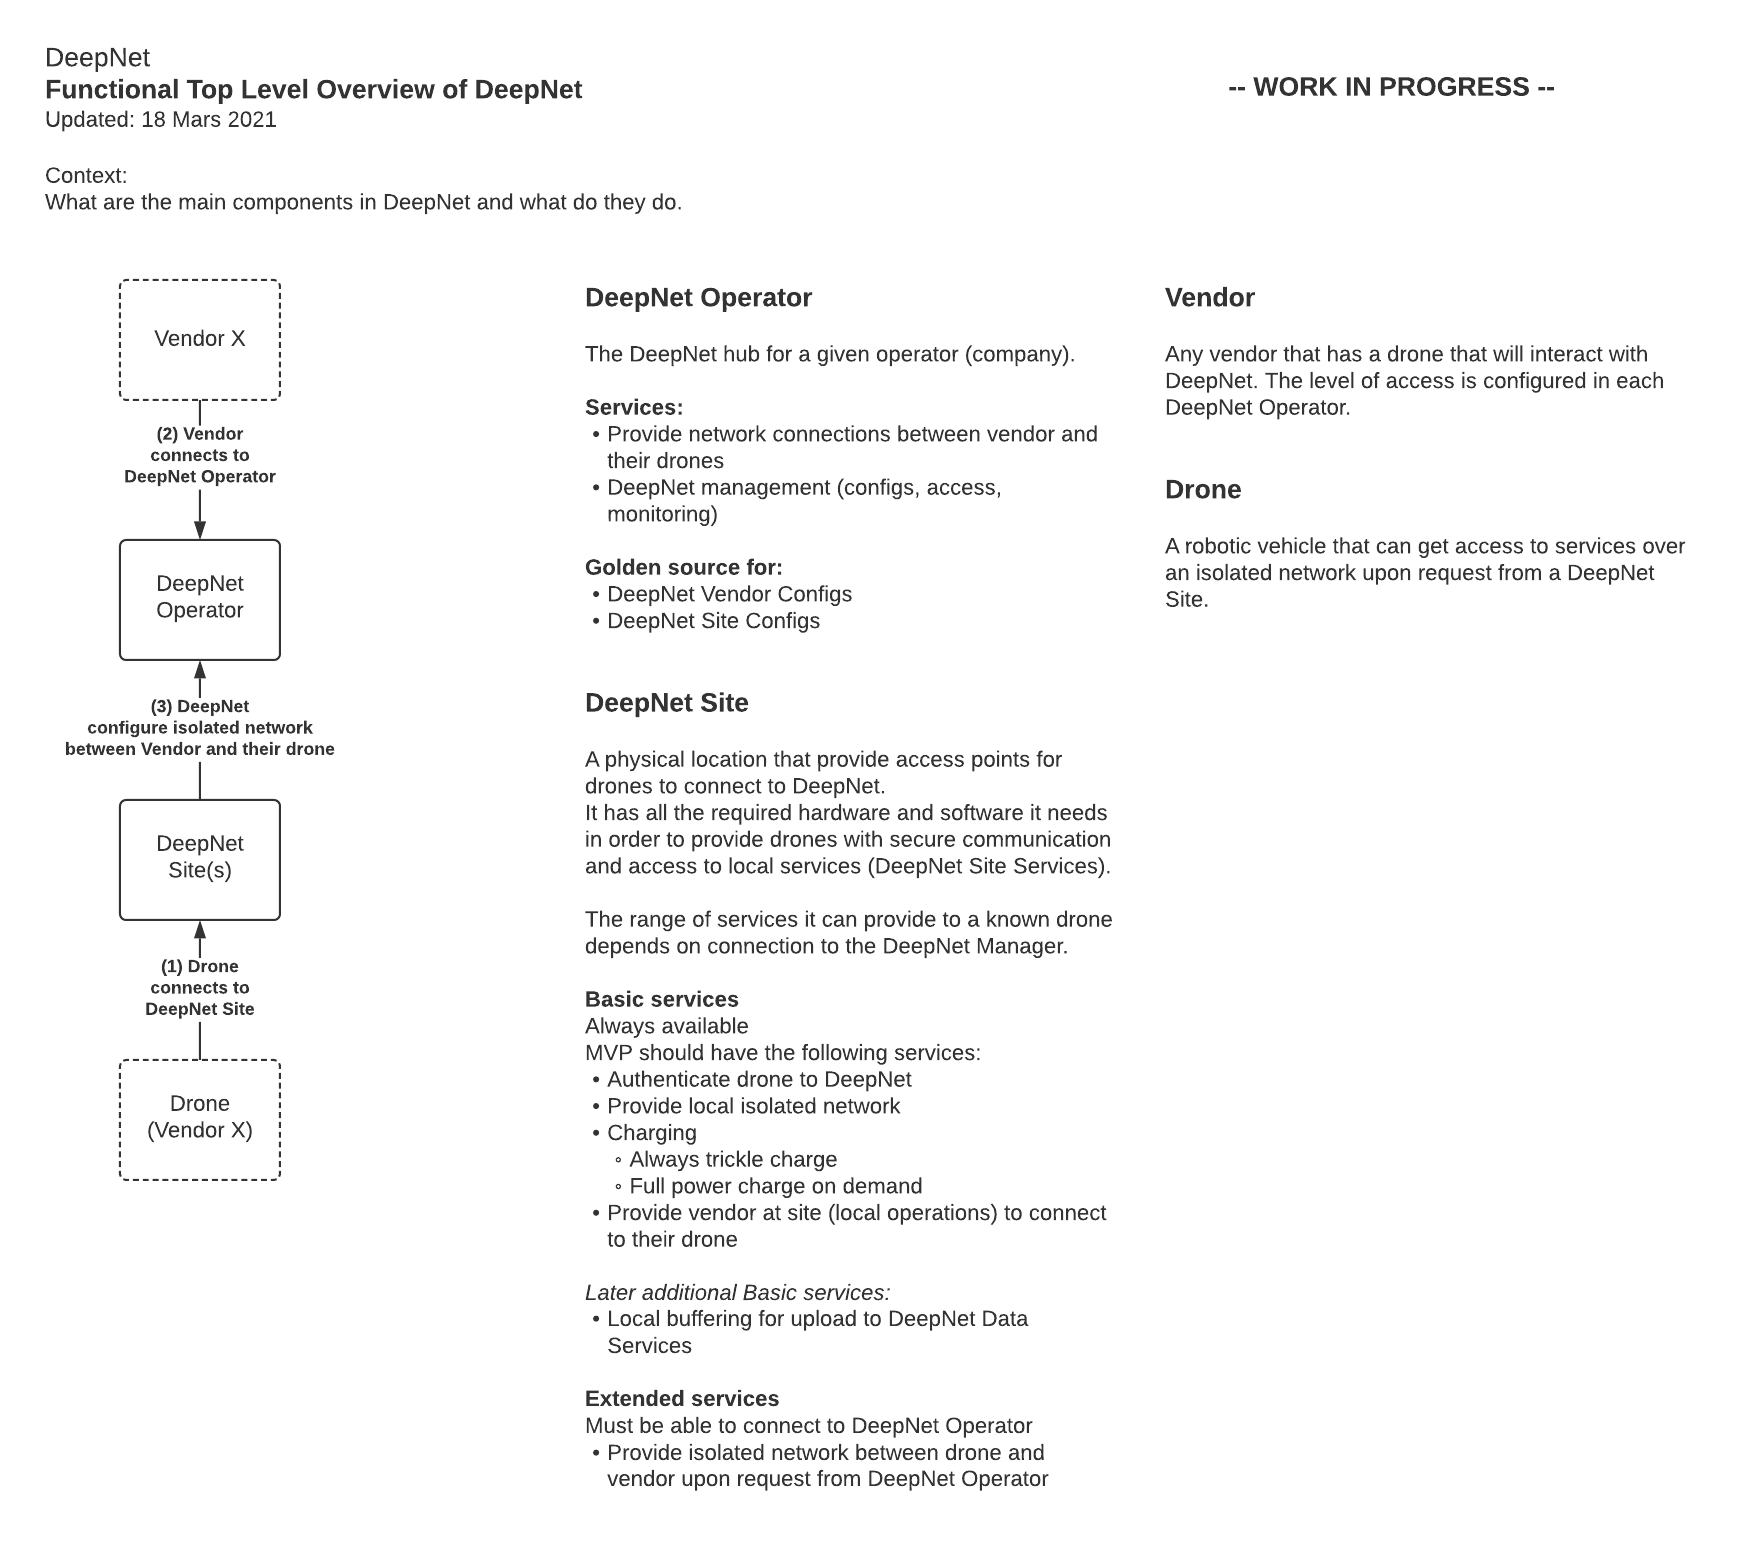 DeepNet
Functional Top Level Overview of DeepNet
Updated: 18 Mars 2021
-- WORK IN PROGRESS --
Context:
What are the main components in DeepNet and what do they do.
Vendor X
(2) Vendor
connects to
DeepNet Operator
DeepNet
Operator
(3) DeepNet
configure isolated network
between Vendor and their drone
DeepNet
Site(s)
(1) Drone
connects to
DeepNet Site
Drone
(Vendor X)
DeepNet Operator
The DeepNet hub for a given operator (company).
Services:
• Provide network connections between vendor and
their drones
• DeepNet management (configs, access,
monitoring)
Golden source for:
• DeepNet Vendor Configs
• DeepNet Site Configs
DeepNet Site
A physical location that provide access points for
drones to connect to DeepNet.
It has all the required hardware and software it needs
in order to provide drones with secure communication
and access to local services (DeepNet Site Services).
The range of services it can provide to a known drone
depends on connection to the DeepNet Manager.
Basic services
Always available
MVP should have the following services:
• Authenticate drone to DeepNet
• Provide local isolated network
• Charging
◦ Always trickle charge
◦ Full power charge on demand
• Provide vendor at site (local operations) to connect
to their drone
Later additional Basic services:
• Local buffering for upload to DeepNet Data
Services
Extended services
Must be able to connect to DeepNet Operator
• Provide isolated network between drone and
vendor upon request from DeepNet Operator
Vendor
Any vendor that has a drone that will interact with
DeepNet. The level of access is configured in each
DeepNet Operator.
Drone
A robotic vehicle that can get access to services over
an isolated network upon request from a DeepNet
Site.